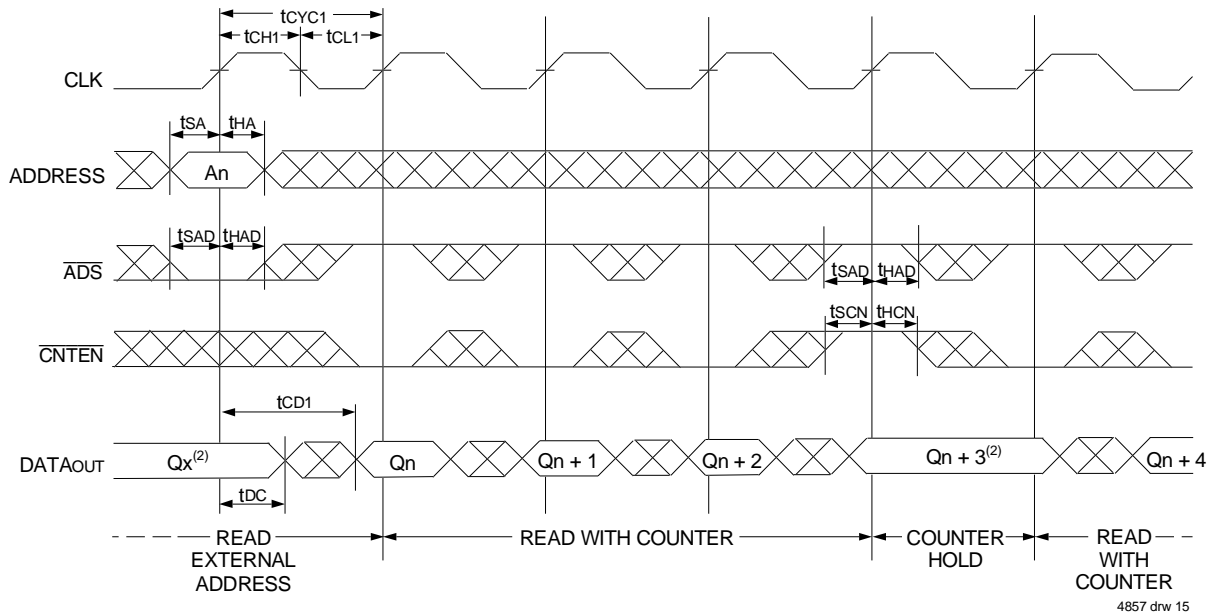 tCYC1
tCH1 tCL1
CLK
tSA tHA
ADDRESS An
tSAD tHAD
ADS tSAD tHAD
tSCN tHCN
CNTEN
tCD1
DATAOUT Qx(2) Qn Qn + 1 Qn + 2 Qn + 3(2) Qn + 4
tDC
READ EXTERNAL ADDRESS
READ WITH COUNTER
COUNTER HOLD
READ WITH COUNTER
4857 drw 15